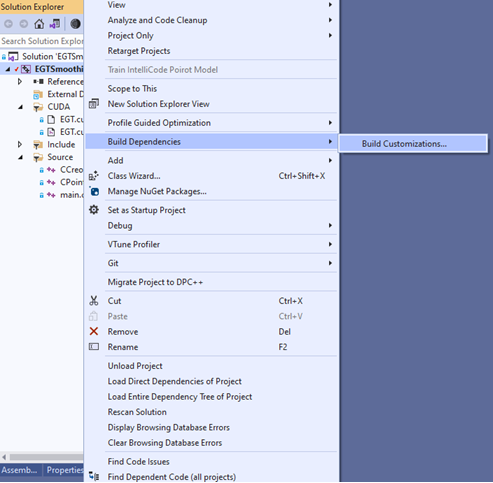 Solution Explorer
Search Solution Explo
Solution 'EGTSm
EGTSmoothi
Reference
External D
CUDA
EGT.cu
EGT.cu
Include
Source
CCreo
CPoint
main.c
Assemb...
Properties
View
Analyze and Code Cleanup
Project Only
Retarget Projects
Train IntelliCode Poirot Model
Scope to This
New Solution Explorer View
Profile Guided Optimization
Build Dependencies
Build Customizations...
Add
Class Wizard... Ctrl+Shift+X
Manage NuGet Packages...
Set as Startup Project
Debug
VTune Profiler
Git
Migrate Project to DPC++
Cut Ctrl+X
Paste Ctrl+V
Remove Del
Rename F2
Unload Project
Load Direct Dependencies of Project
Load Entire Dependency Tree of Project
Rescan Solution
Display Browsing Database Errors
Clear Browsing Database Errors
Find Code Issues
Find Dependent Code (all projects)